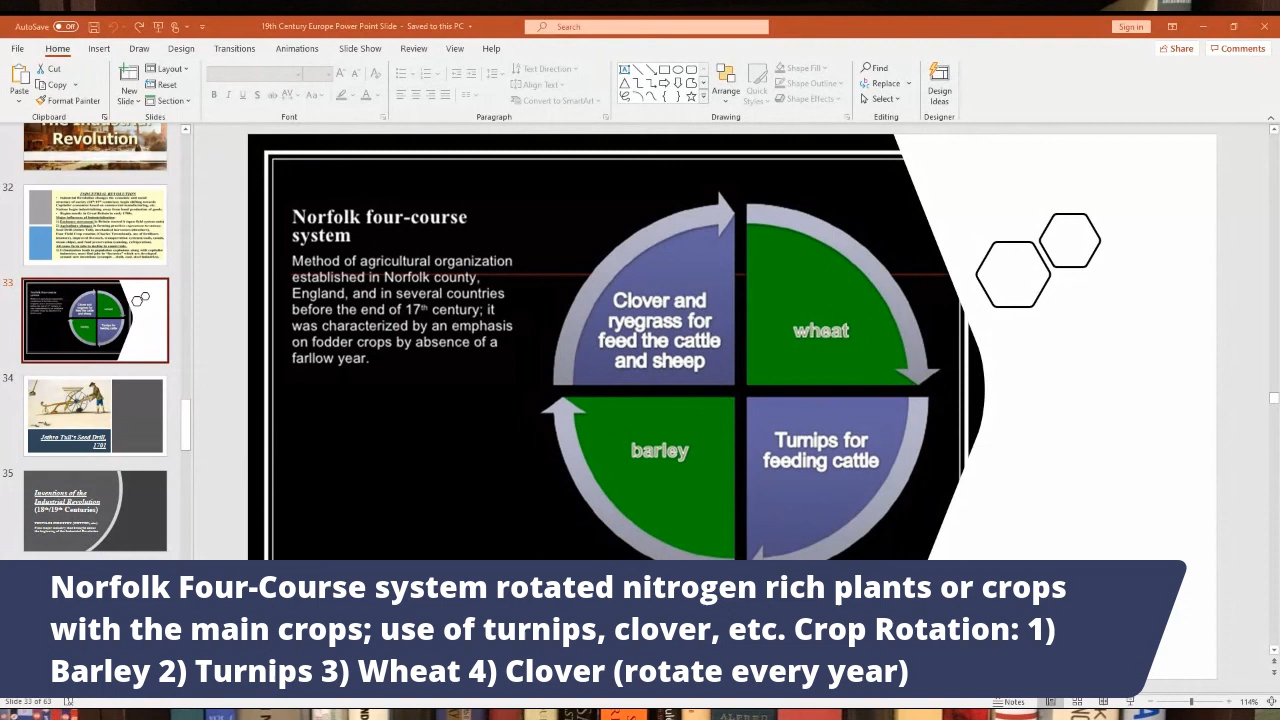 AutoSave Off
19th Century Europe Power Point Slide – Saved to this PC
Search
Sign in
File Home Insert Draw Design Transitions Animations Slide Show Review View Help
Share Comments
Paste Cut Copy Format Painter
Clipboard
New Slide Layout Reset Section
Slides
B I U S ab AV Aa A
Font
Text Direction Align Text Convert to SmartArt
Paragraph
Arrange Quick Styles Shape Fill Shape Outline Shape Effects
Drawing
Find Replace Select
Editing
Design Ideas
Designer
Revolution
32
INDUSTRIAL REVOLUTION
33
34
Jethro Tull's Seed Drill,
1701
35
Inventions of the
Industrial Revolution
(18th/19th Centuries)
Norfolk four-course
system
Method of agricultural organization
established in Norfolk county,
England, and in several countries
before the end of 17th century; it
was characterized by an emphasis
on fodder crops by absence of a
farllow year.
Clover and
ryegrass for
feed the cattle
and sheep
wheat
barley
Turnips for
feeding cattle
Norfolk Four-Course system rotated nitrogen rich plants or crops
with the main crops; use of turnips, clover, etc. Crop Rotation: 1)
Barley 2) Turnips 3) Wheat 4) Clover (rotate every year)
Slide 33 of 63
Notes
114%